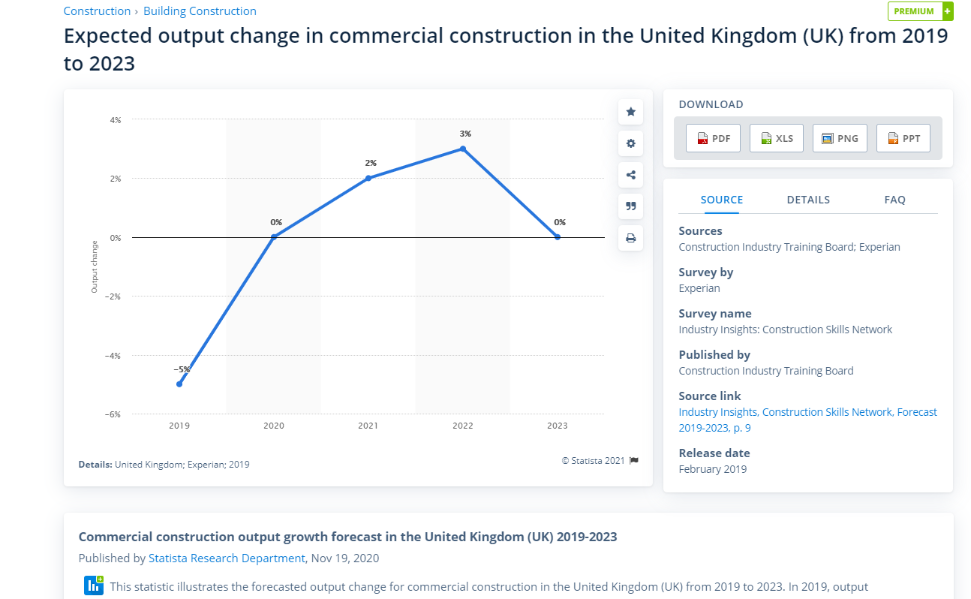 Construction › Building Construction
PREMIUM +
Expected output change in commercial construction in the United Kingdom (UK) from 2019
to 2023
4%
2%
0%
−2%
−4%
−6%
Output change
−5%
0%
2%
3%
0%
2019 2020 2021 2022 2023
Details: United Kingdom; Experian; 2019
© Statista 2021
DOWNLOAD
PDF XLS PNG PPT
SOURCE DETAILS FAQ
Sources
Construction Industry Training Board; Experian
Survey by
Experian
Survey name
Industry Insights: Construction Skills Network
Published by
Construction Industry Training Board
Source link
Industry Insights, Construction Skills Network, Forecast
2019-2023, p. 9
Release date
February 2019
Commercial construction output growth forecast in the United Kingdom (UK) 2019-2023
Published by Statista Research Department, Nov 19, 2020
This statistic illustrates the forecasted output change for commercial construction in the United Kingdom (UK) from 2019 to 2023. In 2019, output